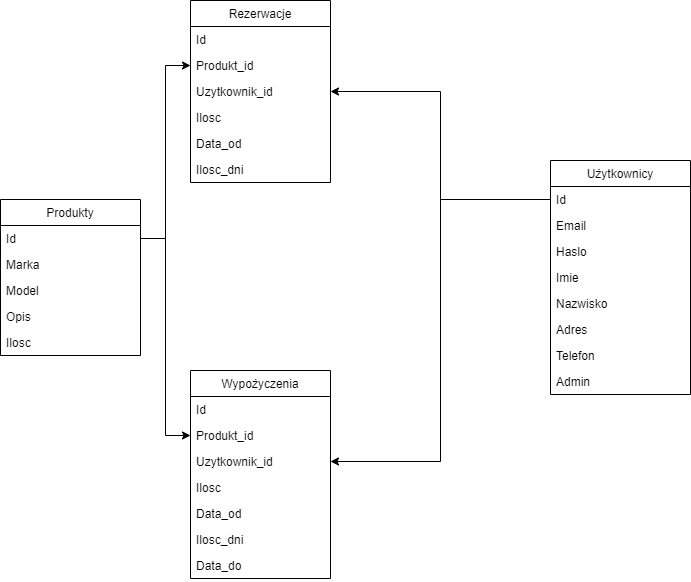 Rezerwacje
Id
Produkt_id
Uzytkownik_id
Ilosc
Data_od
Ilosc_dni
Produkty
Id
Marka
Model
Opis
Ilosc
Wypożyczenia
Id
Produkt_id
Uzytkownik_id
Ilosc
Data_od
Ilosc_dni
Data_do
Użytkownicy
Id
Email
Haslo
Imie
Nazwisko
Adres
Telefon
Admin